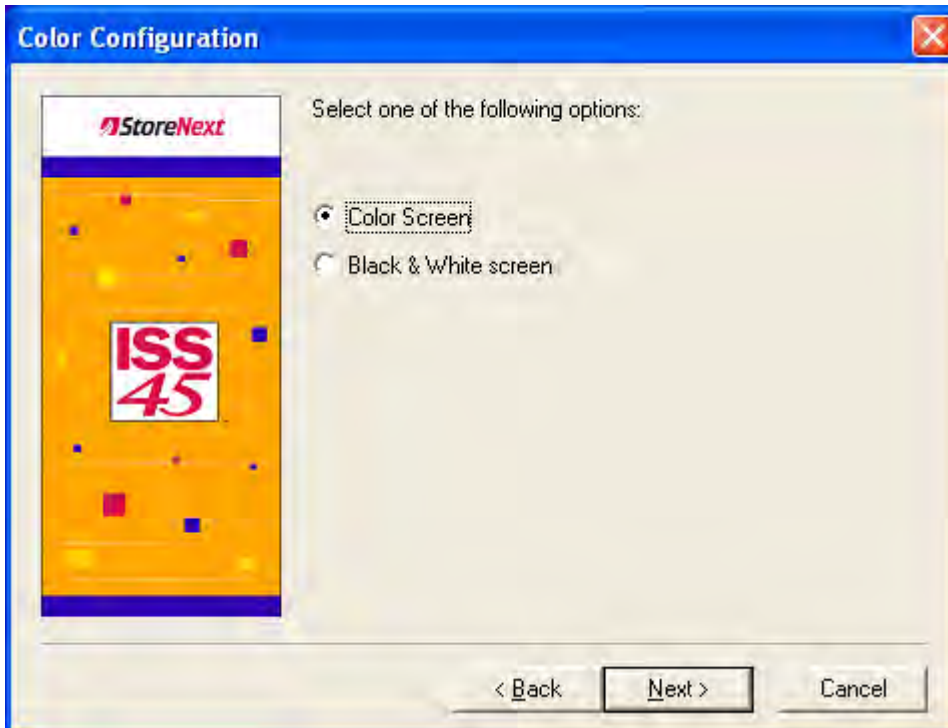 Color Configuration
StoreNext
Select one of the following options:
Color Screen
Black & White screen
ISS
45
< Back
Next >
Cancel